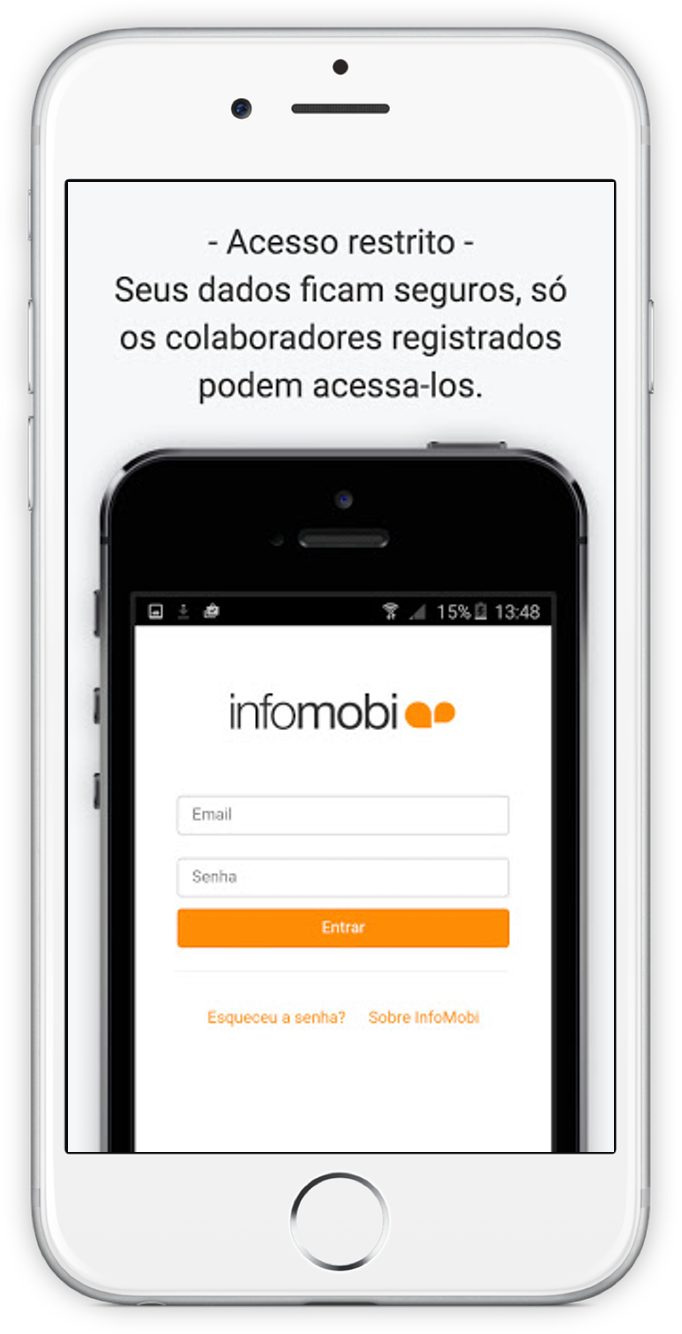 - Acesso restrito -
Seus dados ficam seguros, só
os colaboradores registrados
podem acessa-los.
15% 13:48
infomobi
Email
Senha
Entrar
Esqueceu a senha? Sobre InfoMobi